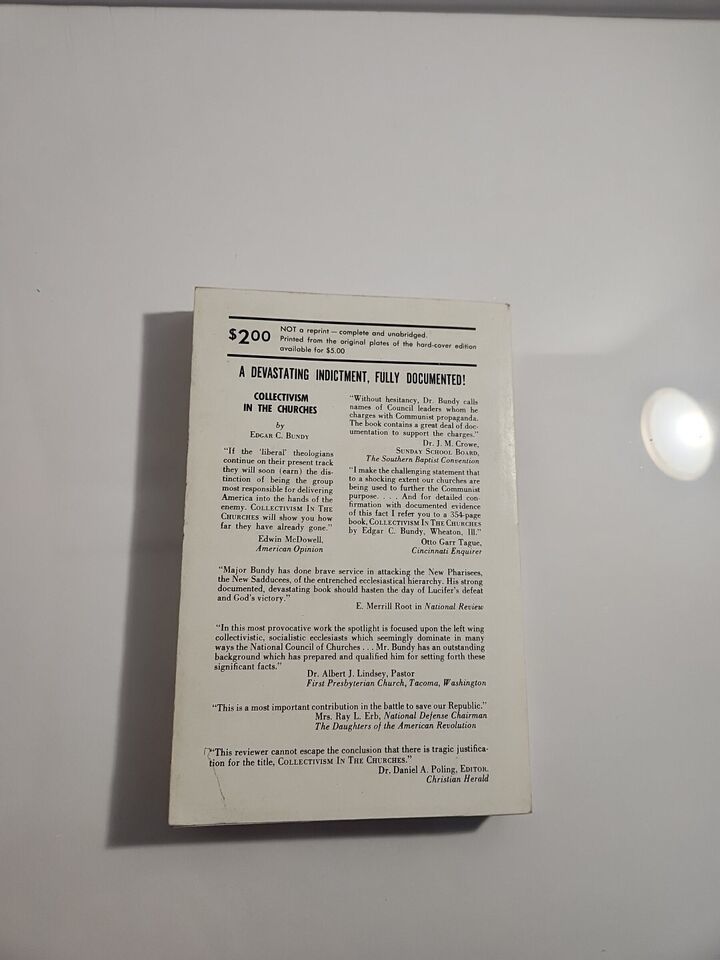 $2.00
NOT a reprint — complete and unabridged.
Printed from the original plates of the hard-cover edition
available for $5.00
A DEVASTATING INDICTMENT, FULLY DOCUMENTED!
COLLECTIVISM
IN THE CHURCHES
by
EDGAR C. BUNDY
"If the 'liberal' theologians
continue on their present track
they will soon (earn) the dis-
tinction of being the group
most responsible for delivering
America into the hands of the
enemy. COLLECTIVISM IN THE
CHURCHES will show you how
far they have already gone."
Edwin McDowell,
American Opinion
"Without hesitancy, Dr. Bundy calls
names of Council leaders whom he
charges with Communist propaganda.
The book contains a great deal of doc-
umentation to support the charges."
Dr. J. M. Crowe,
SUNDAY SCHOOL BOARD,
The Southern Baptist Convention
"I make the challenging statement that
to a shocking extent our churches are
being used to further the Communist
purpose. . . . And for detailed con-
firmation with documented evidence
of this fact I refer you to a 354-page
book, COLLECTIVISM IN THE CHURCHES
by Edgar C. Bundy, Wheaton, Ill."
Otto Garr Tague,
Cincinnati Enquirer
"Major Bundy has done brave service in attacking the New Pharisees,
the New Sadducees, of the entrenched ecclesiastical hierarchy. His strong
documented, devastating book should hasten the day of Lucifer's defeat
and God's victory."
E. Merrill Root in National Review
"In this most provocative work the spotlight is focused upon the left wing
collectivistic, socialistic ecclesiasts which seemingly dominate in many
ways the National Council of Churches . . . Mr. Bundy has an outstanding
background which has prepared and qualified him for setting forth these
significant facts."
Dr. Albert J. Lindsey, Pastor
First Presbyterian Church, Tacoma, Washington
"This is a most important contribution in the battle to save our Republic."
Mrs. Ray L. Erb, National Defense Chairman
The Daughters of the American Revolution
"This reviewer cannot escape the conclusion that there is tragic justifica-
tion for the title, COLLECTIVISM IN THE CHURCHES."
Dr. Daniel A. Poling, EDITOR.
Christian Herald